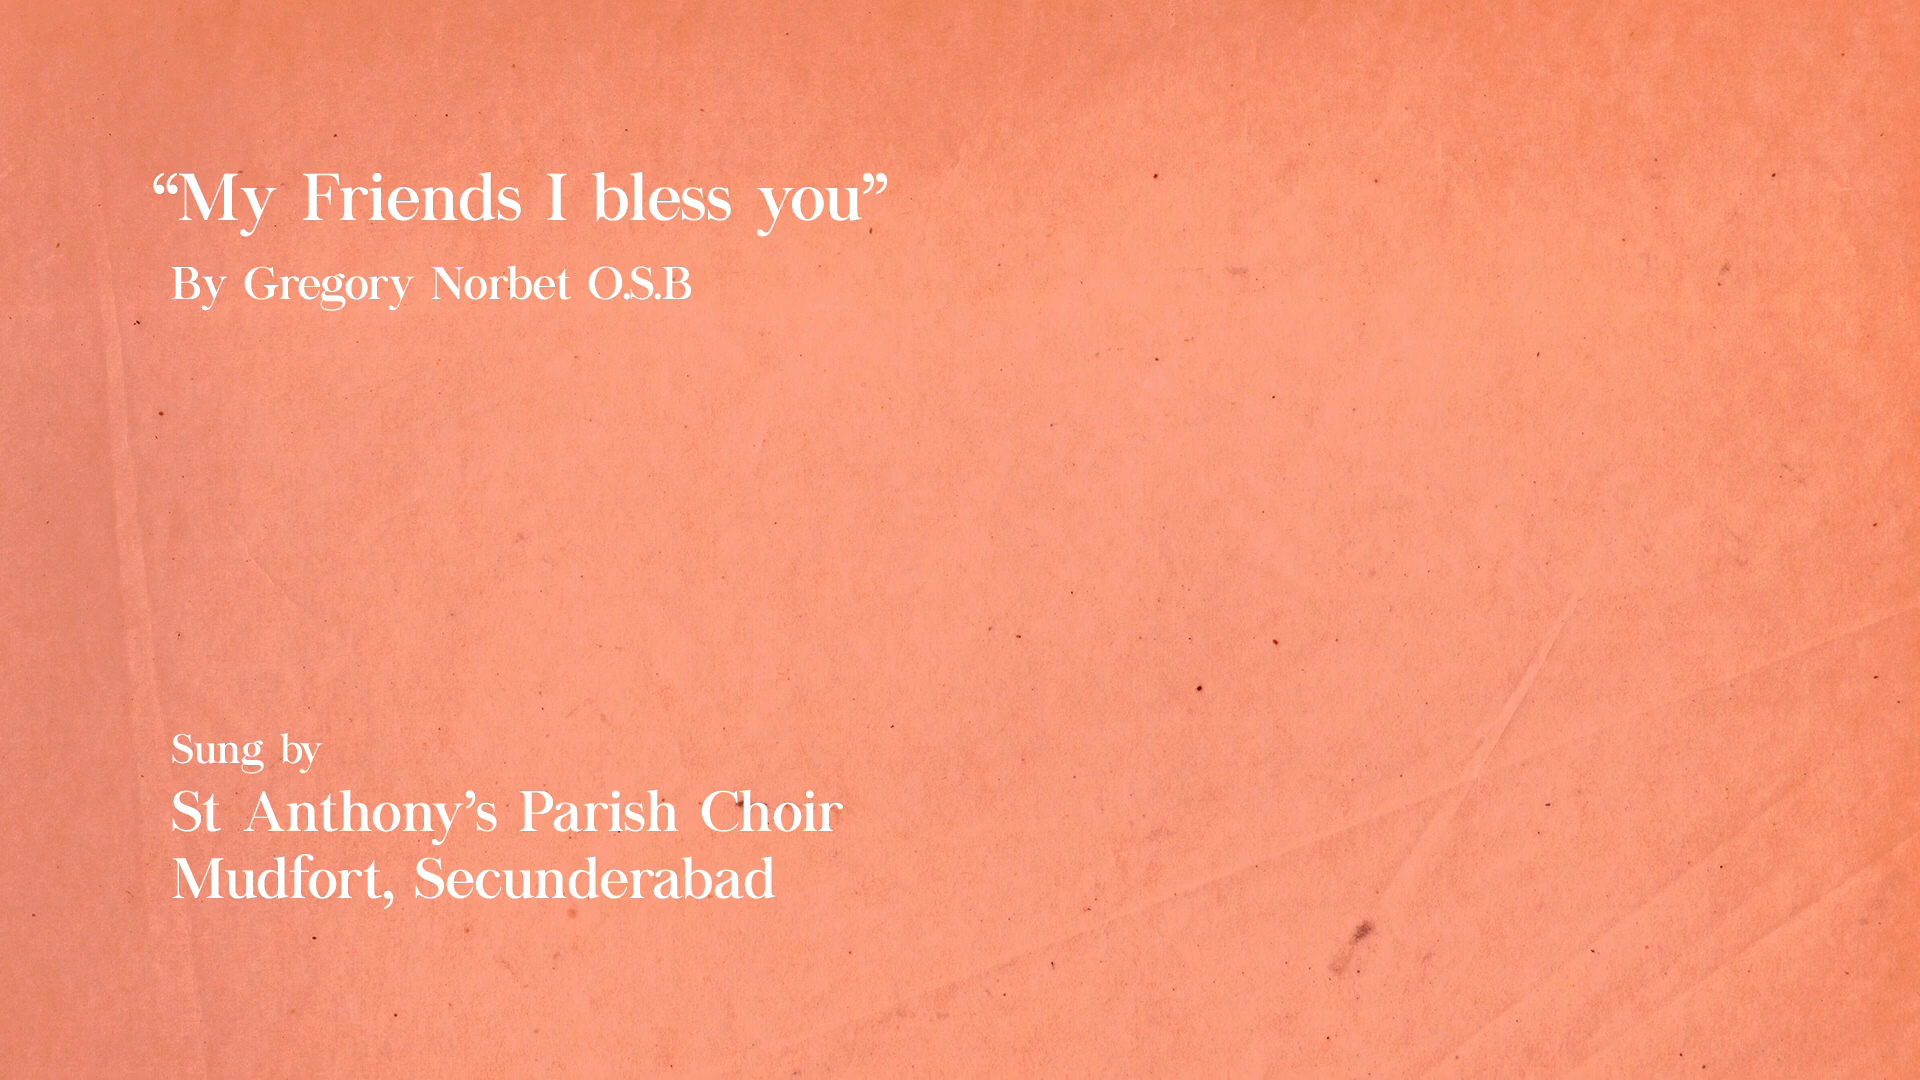 “My Friends I bless you”
By Gregory Norbet O.S.B
Sung by
St Anthony’s Parish Choir
Mudfort, Secunderabad